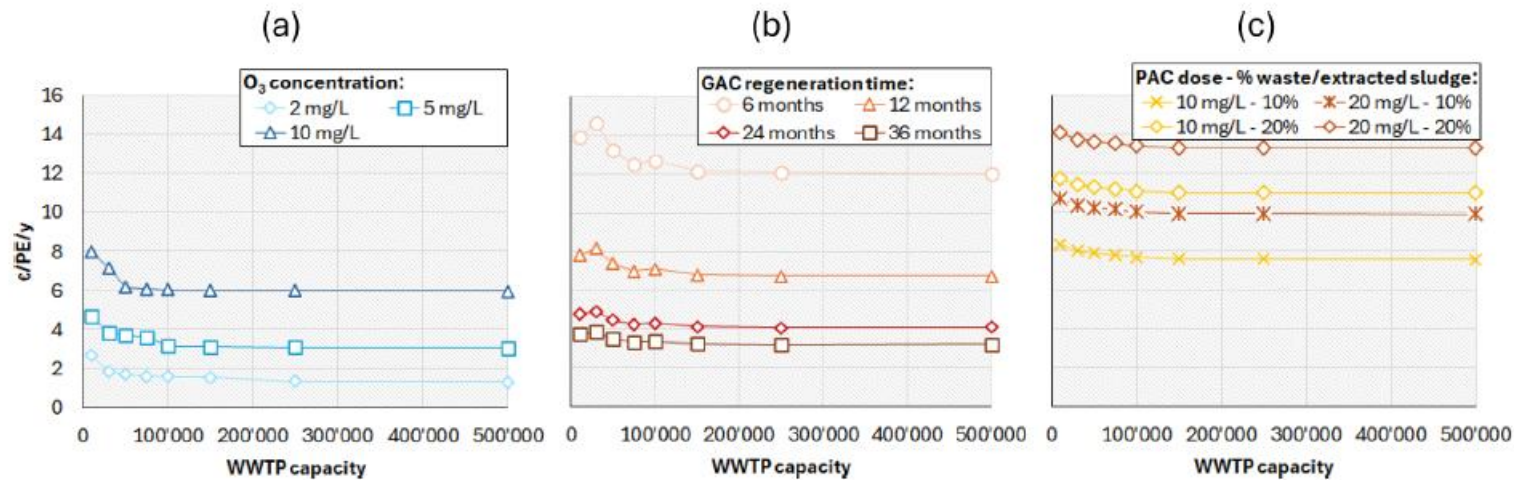 (a)
(b)
(c)
O₃ concentration:
2 mg/L 5 mg/L
10 mg/L
GAC regeneration time:
6 months 12 months
24 months 36 months
PAC dose - % waste/extracted sludge:
10 mg/L - 10% 20 mg/L - 10%
10 mg/L - 20% 20 mg/L - 20%
16
14
12
10
8
6
4
2
0
¢/PE/y
0 100'000 200'000 300'000 400'000 500'000
WWTP capacity
0 100'000 200'000 300'000 400'000 500'000
WWTP capacity
0 100'000 200'000 300'000 400'000 500'000
WWTP capacity